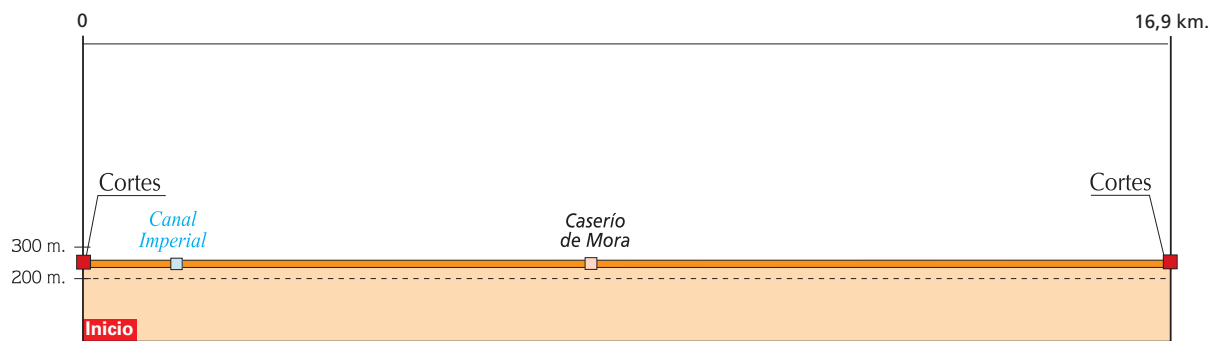 0
16,9 km.
Cortes
Cortes
Canal
Imperial
Caserío
de Mora
300 m.
200 m.
Inicio